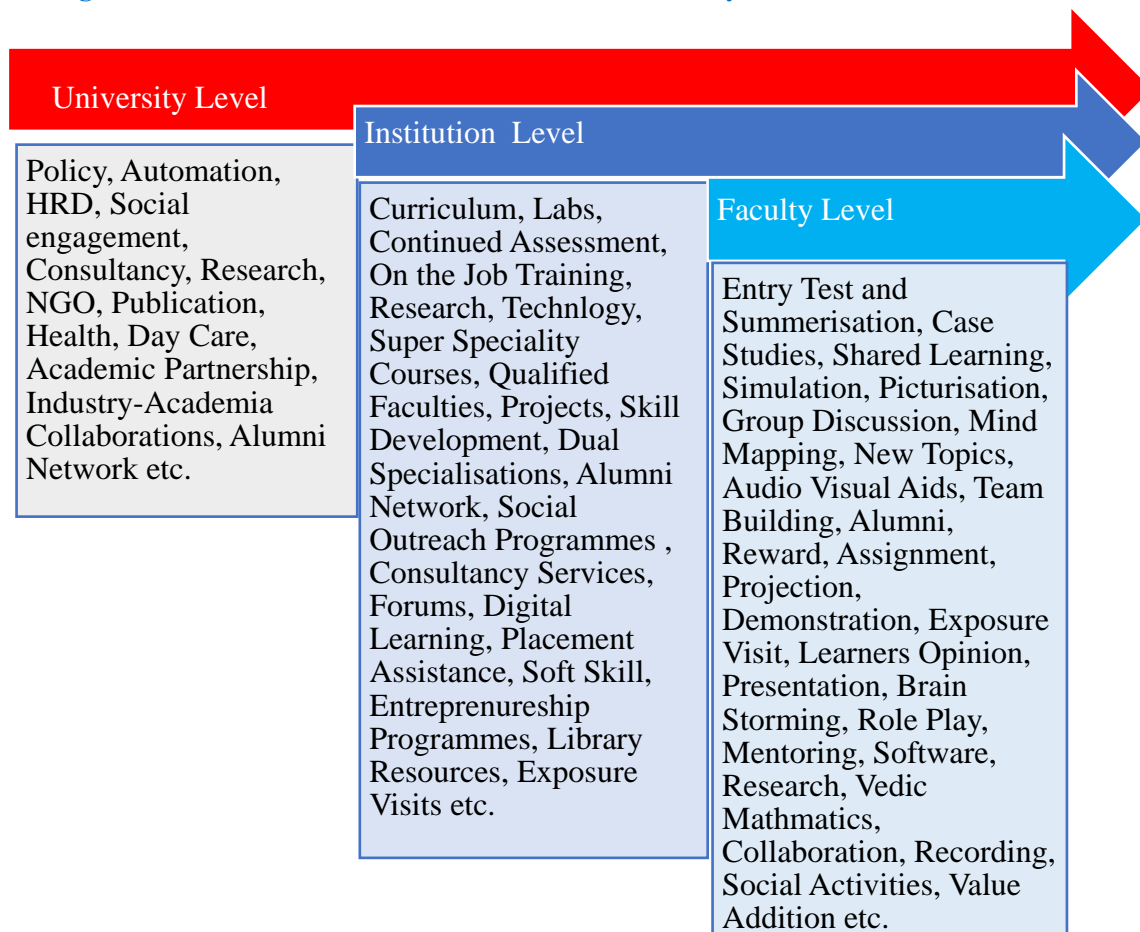 University Level
Policy, Automation,
HRD, Social
engagement,
Consultancy, Research,
NGO, Publication,
Health, Day Care,
Academic Partnership,
Industry-Academia
Collaborations, Alumni
Network etc.
Institution Level
Curriculum, Labs,
Continued Assessment,
On the Job Training,
Research, Technlogy,
Super Speciality
Courses, Qualified
Faculties, Projects, Skill
Development, Dual
Specialisations, Alumni
Network, Social
Outreach Programmes ,
Consultancy Services,
Forums, Digital
Learning, Placement
Assistance, Soft Skill,
Entreprenureship
Programmes, Library
Resources, Exposure
Visits etc.
Faculty Level
Entry Test and
Summerisation, Case
Studies, Shared Learning,
Simulation, Picturisation,
Group Discussion, Mind
Mapping, New Topics,
Audio Visual Aids, Team
Building, Alumni,
Reward, Assignment,
Projection,
Demonstration, Exposure
Visit, Learners Opinion,
Presentation, Brain
Storming, Role Play,
Mentoring, Software,
Research, Vedic
Mathmatics,
Collaboration, Recording,
Social Activities, Value
Addition etc.